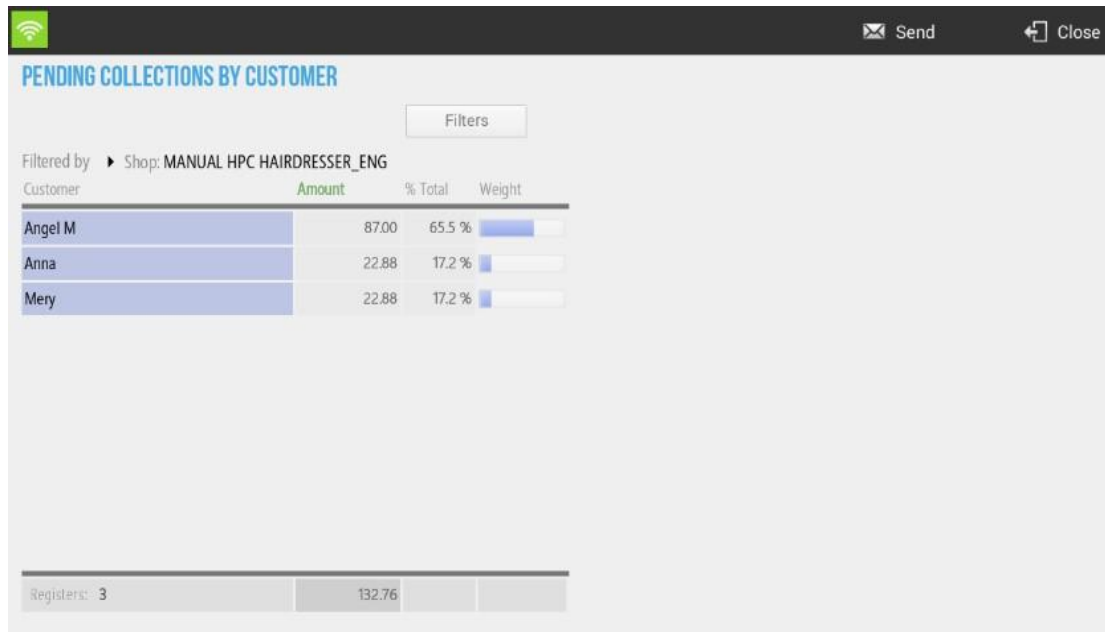 Send Close
PENDING COLLECTIONS BY CUSTOMER
Filters
Filtered by Shop: MANUAL HPC HAIRDRESSER_ENG
Customer Amount % Total Weight
Angel M 87.00 65.5 %
Anna 22.88 17.2 %
Mery 22.88 17.2 %
Registers: 3 132.76